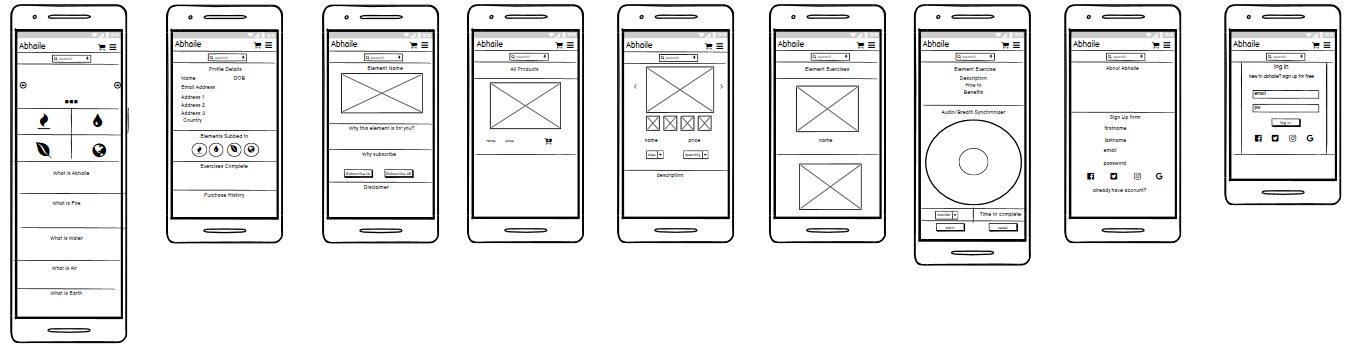 Abhaile
search
What is Abhaile
What is Fire
What is Water
What is Air
What is Earth
Abhaile
search
Profile Details
Name DOB
Email Address
Address 1
Address 2
Address 3
Country
Elements Subbed to
Exercises Complete
Purchase History
Abhaile
search
Element Name
Why this element is for you?
Why subscribe
Subscribe to Subscribe all
Disclaimer
Abhaile
search
All Products
name price
Abhaile
search
name price
size quantity
description
Abhaile
search
Element Exercises
name
Abhaile
search
Element Exercise
Description
How to
Benefits
Audio/Breath Synchronizer
rounds Time to complete:
start reset
Abhaile
search
About Abhaile
Sign Up form
firstname
lastname
email
password
already have account?
Abhaile
search
log in
new to abhaile? sign up for free
email
pw
log in